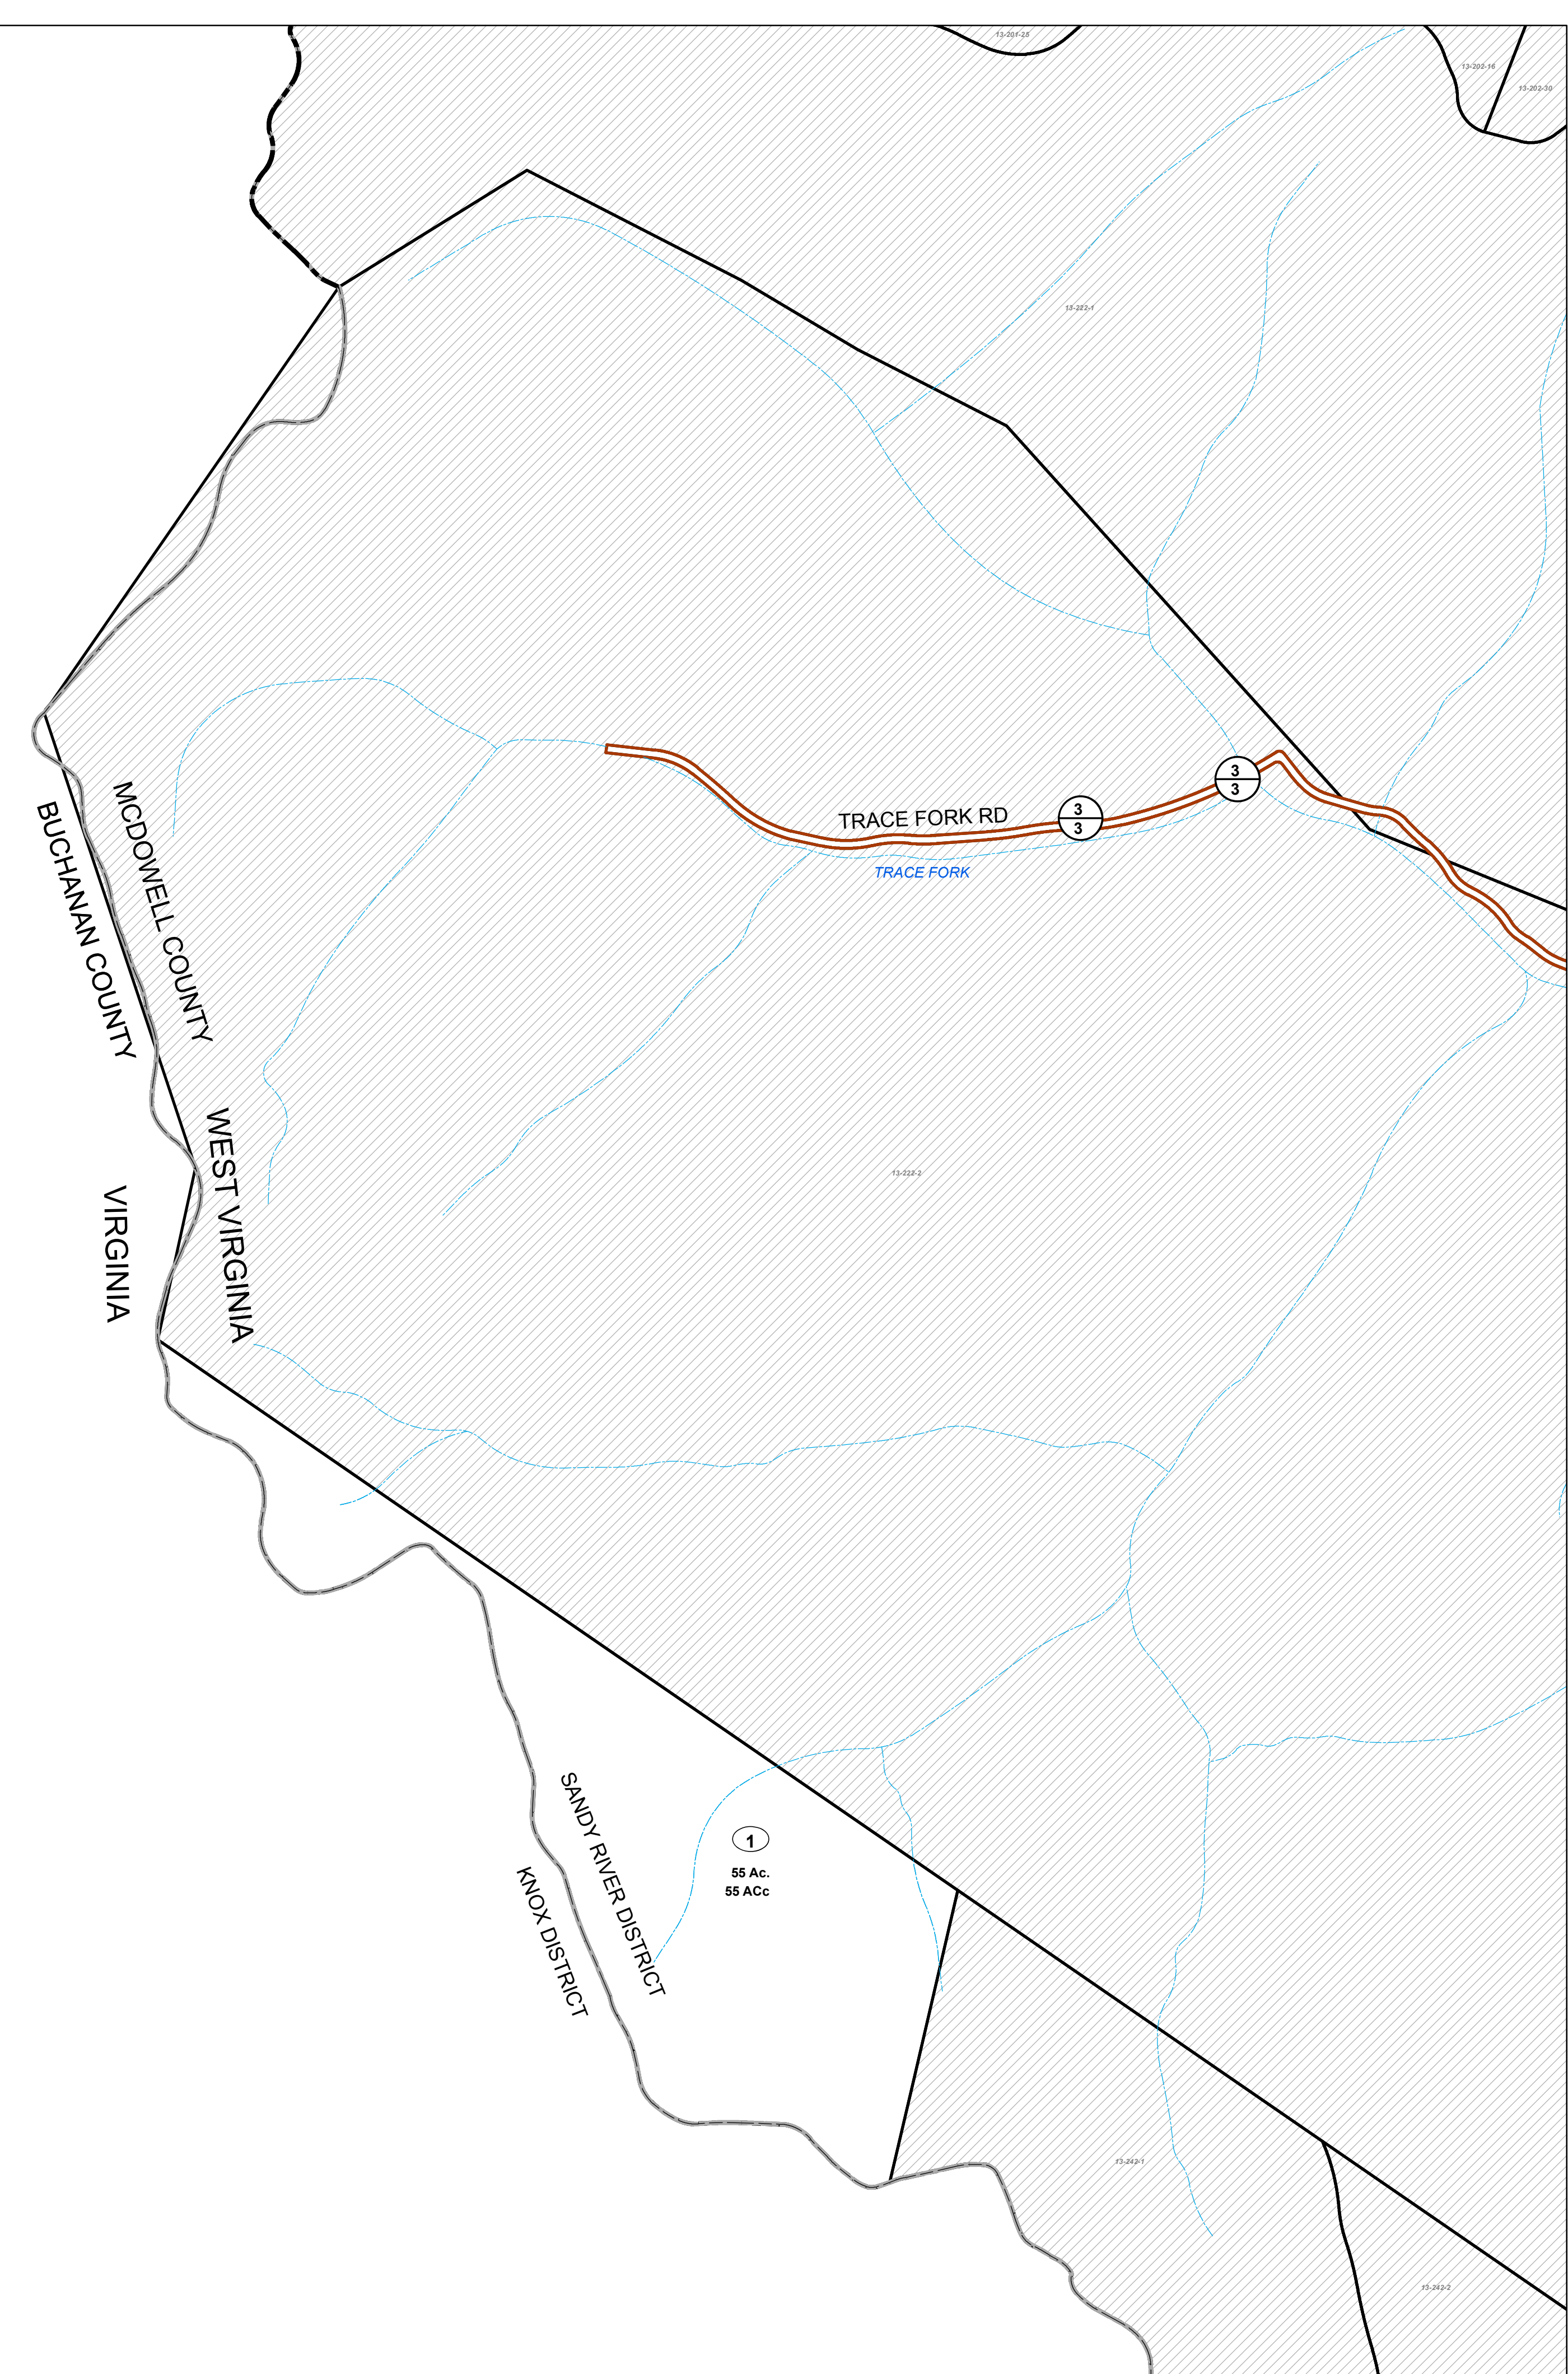 13-201-25
13-202-16
13-202-30
13-222-1
3
3
3
3
TRACE FORK RD
TRACE FORK
MCDOWELL COUNTY
BUCHANAN COUNTY
WEST VIRGINIA
VIRGINIA
13-222-2
SANDY RIVER DISTRICT
KNOX DISTRICT
1
55 Ac.
55 ACc
13-242-1
13-242-2